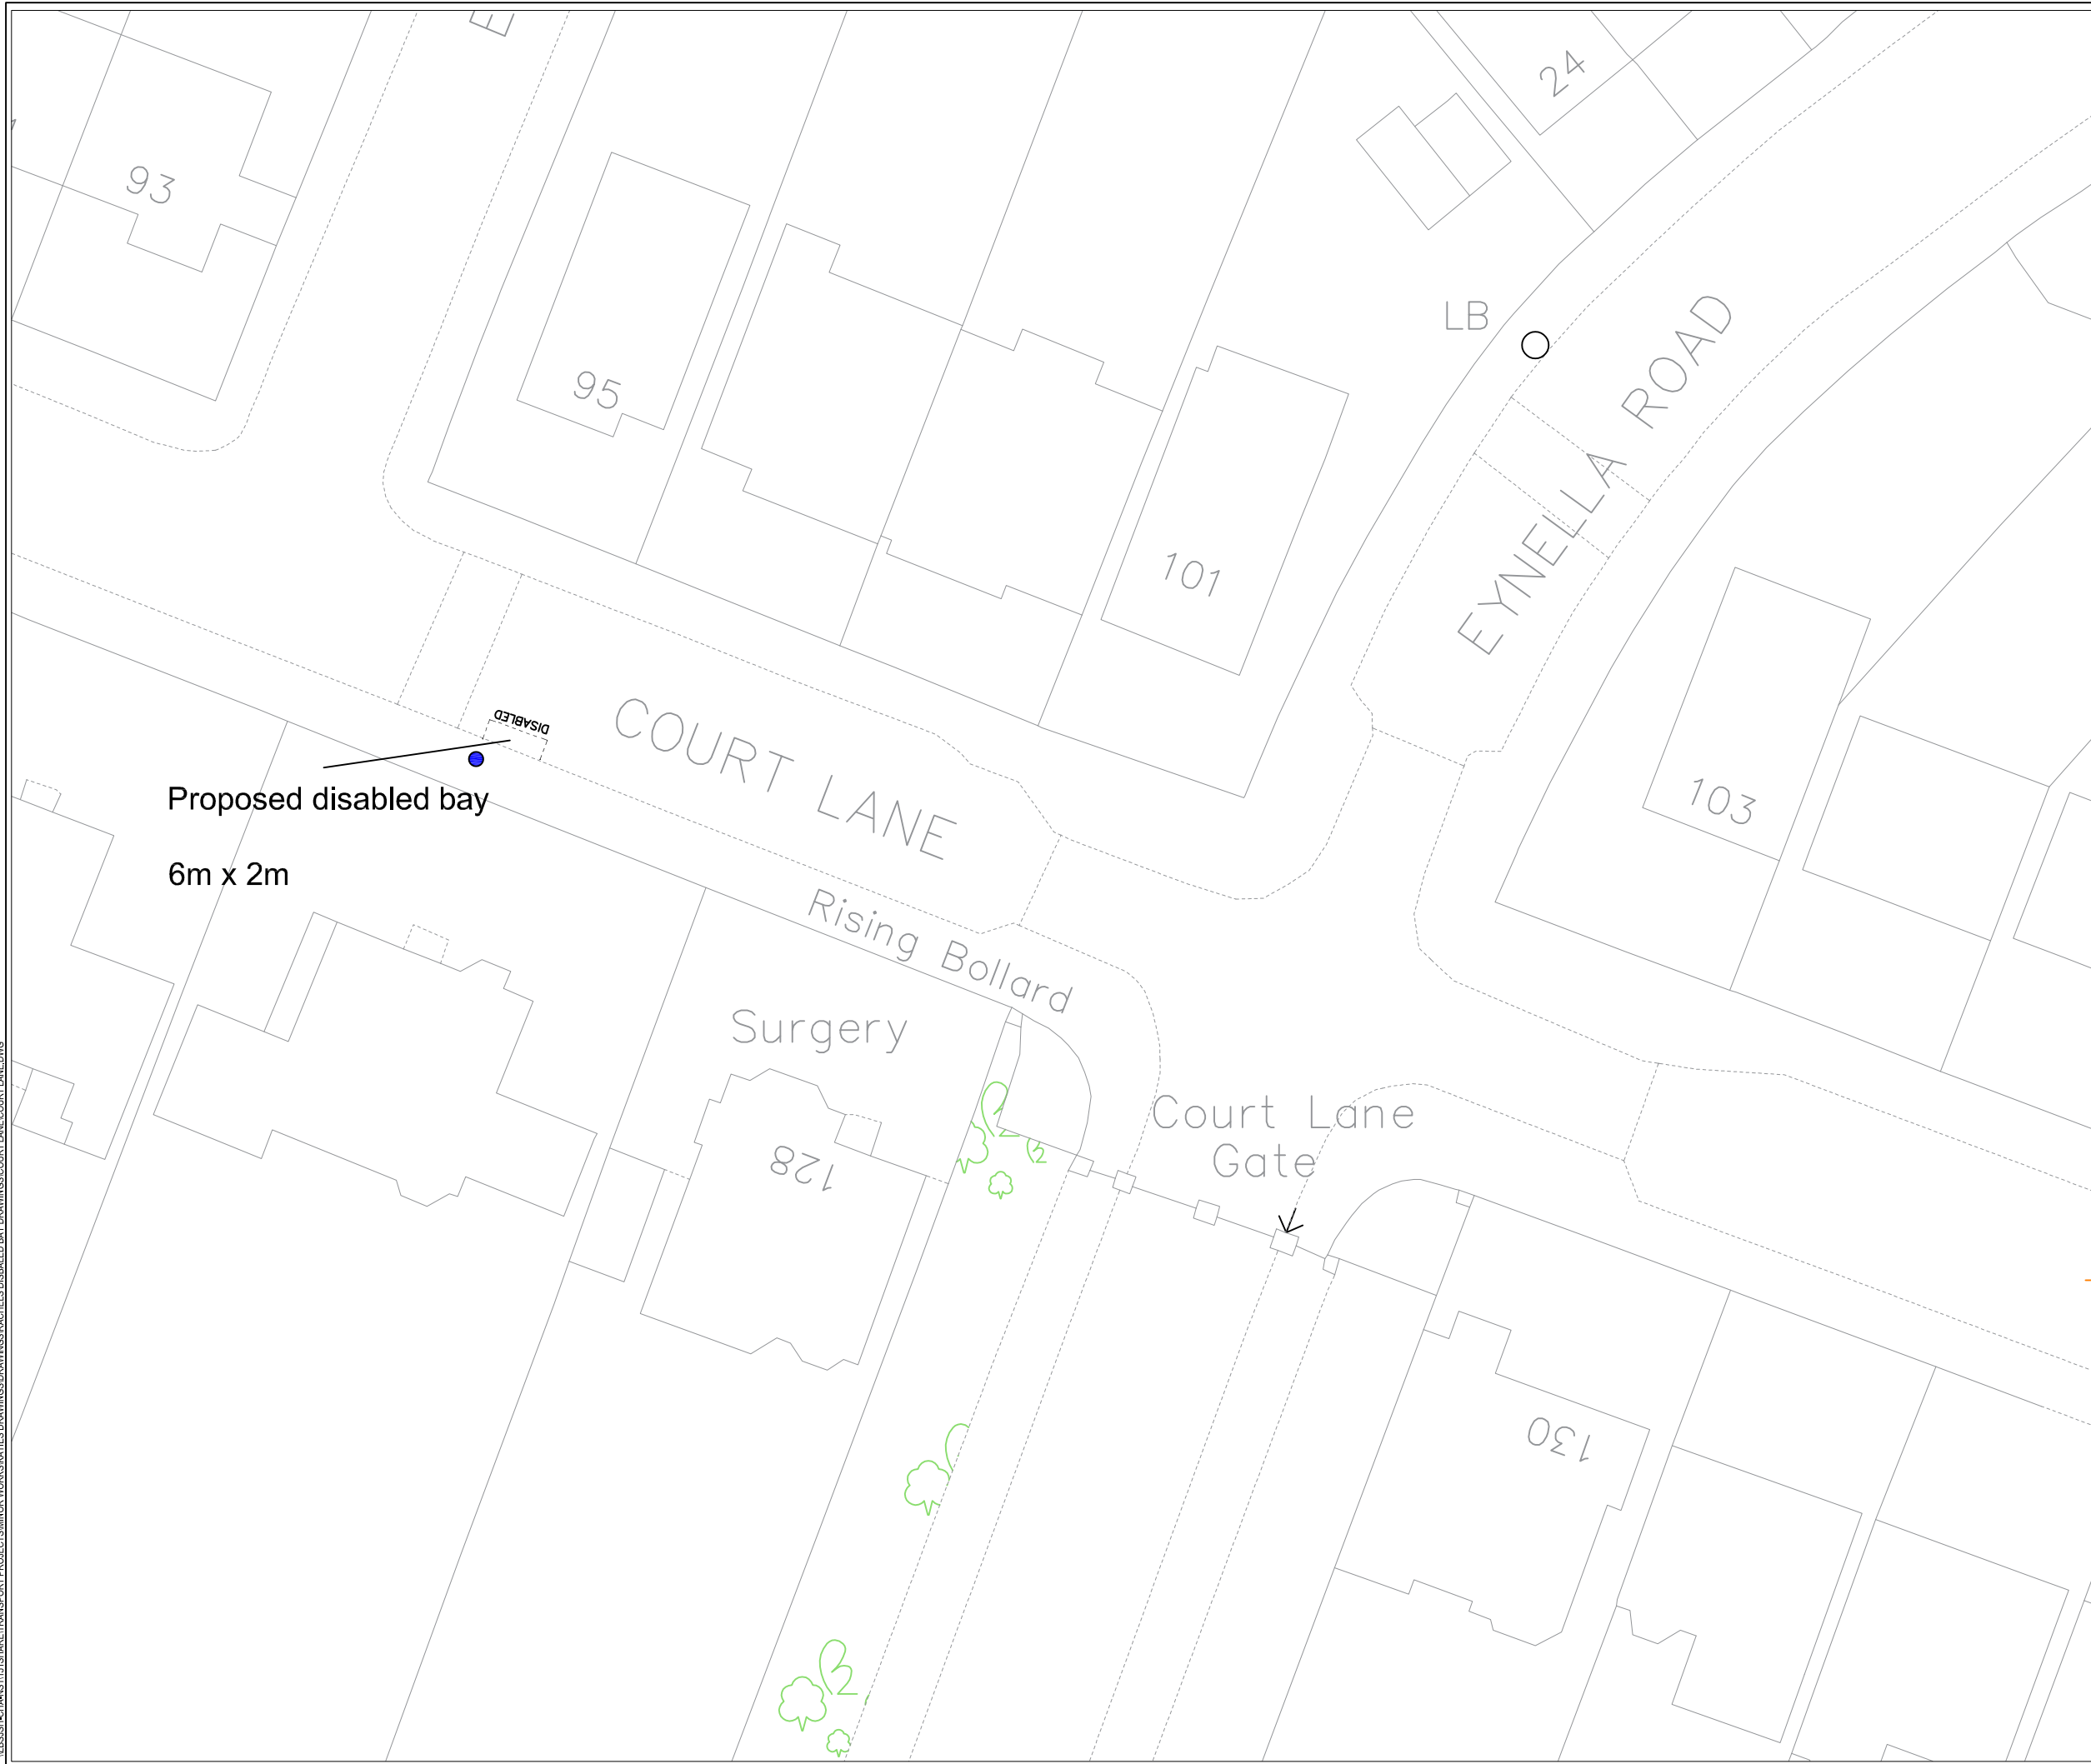 E
24
93
LB
95
EYNELLA ROAD
101
DISABLED
COURT LANE
Proposed disabled bay
103
6m x 2m
Rising Bollard
Surgery
Court Lane
Gate
128
130